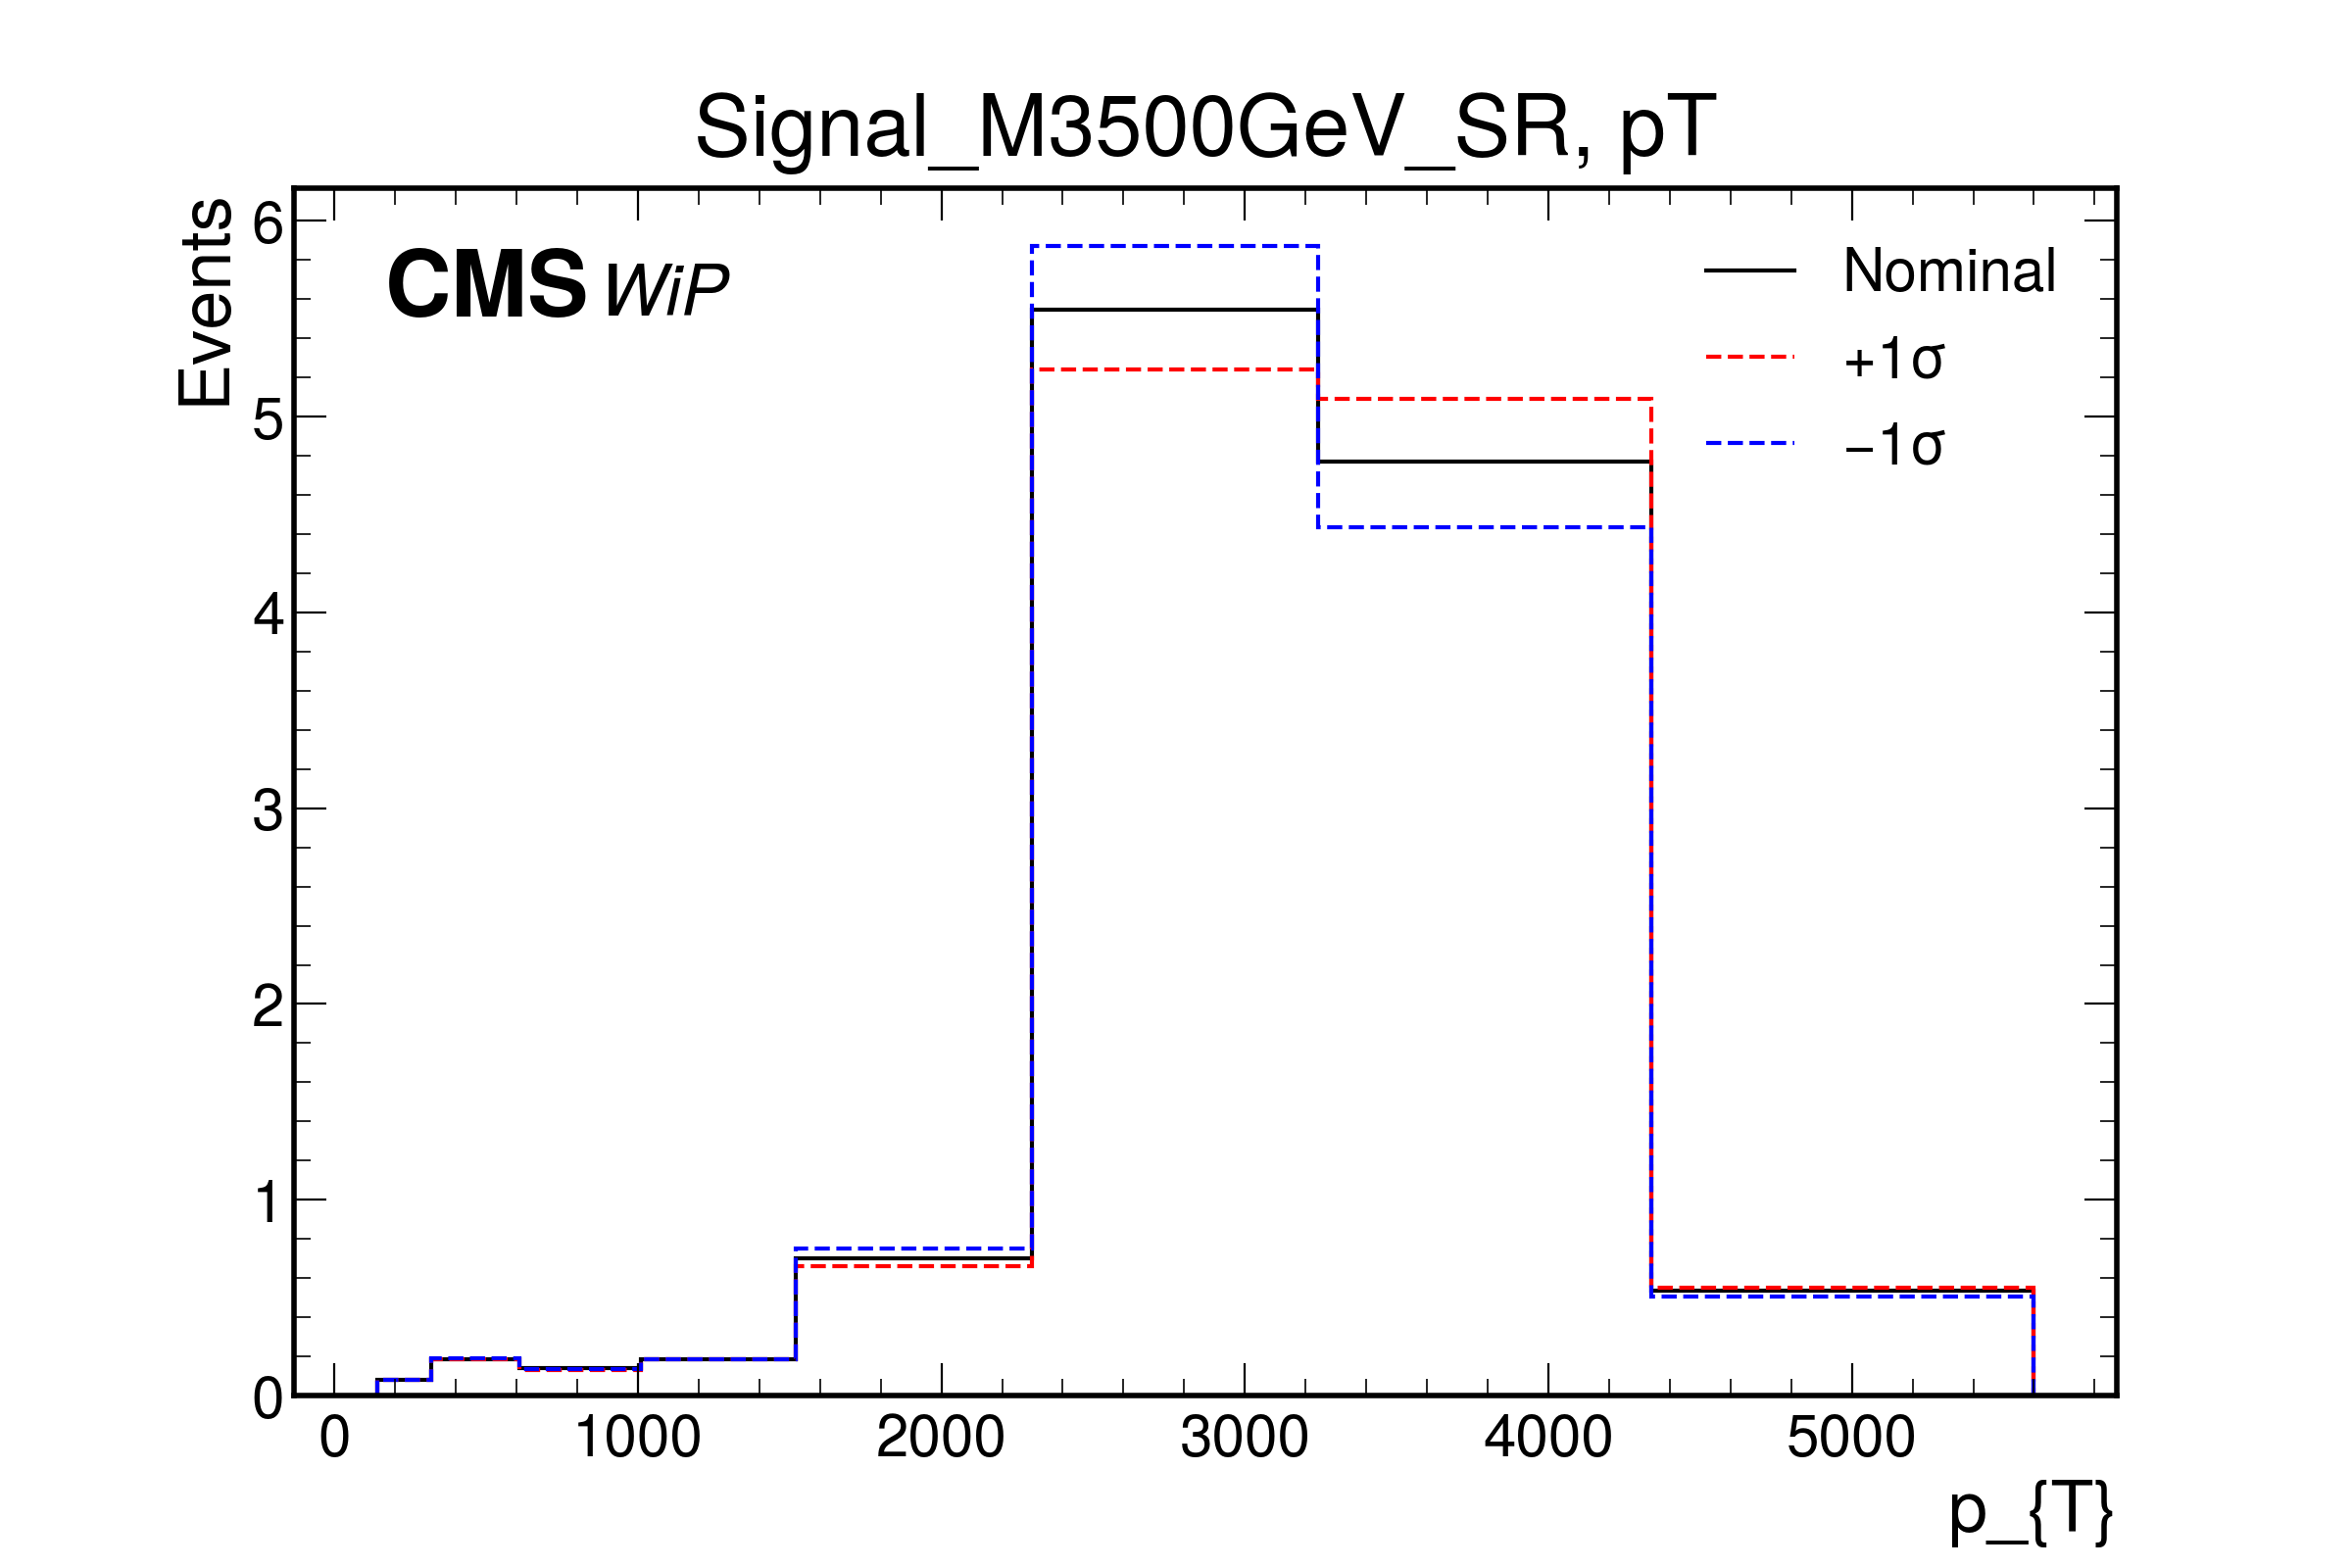 Signal_M3500GeV_SR, pT
Events
CMS WiP
Nominal
+1σ
−1σ
6
5
4
3
2
1
0
0 1000 2000 3000 4000 5000
p_{T}